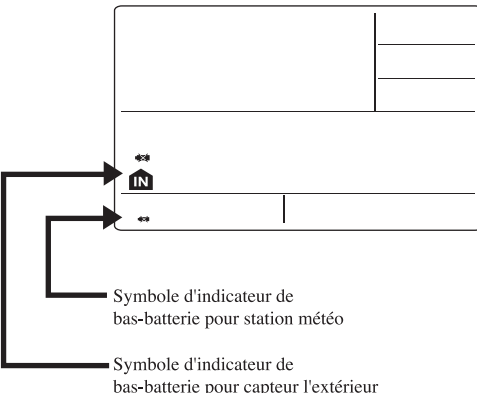 IN
Symbole d'indicateur de
bas-batterie pour station météo
Symbole d'indicateur de
bas-batterie pour capteur l'extérieur